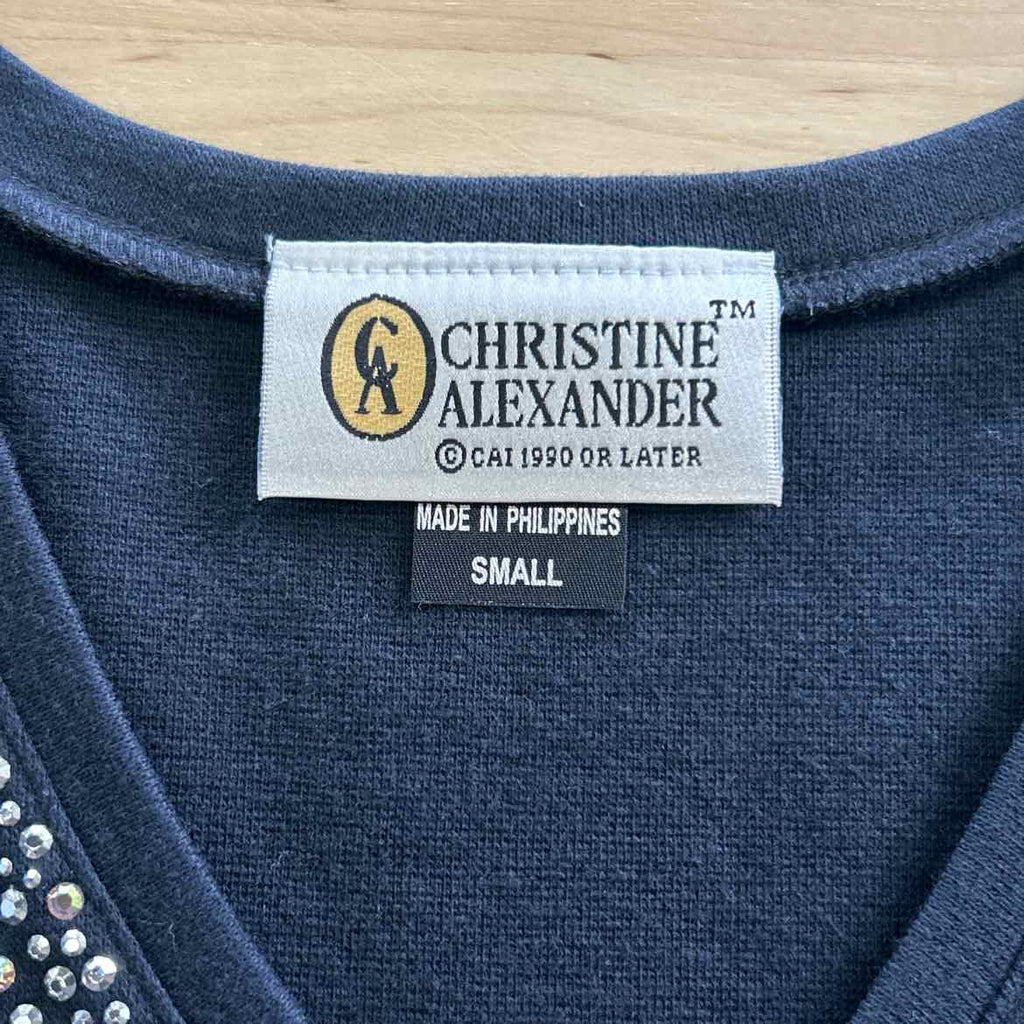 CA
CHRISTINE™
ALEXANDER
© CAI 1990 OR LATER
MADE IN PHILIPPINES
SMALL